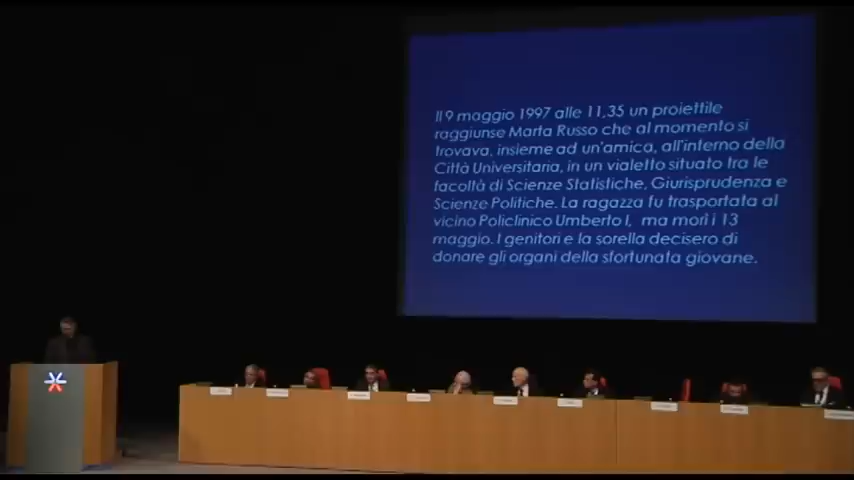 Il 9 maggio 1997 alle 11,35 un proiettile
raggiunse Marta Russo che al momento si
trovava, insieme ad un'amica, all'interno della
Città Universitaria, in un vialetto situato tra le
facoltà di Scienze Statistiche, Giurisprudenza e
Scienze Politiche. La ragazza fu trasportata al
vicino Policlinico Umberto I, ma morì i 13
maggio. I genitori e la sorella decisero di
donare gli organi della sfortunata giovane.